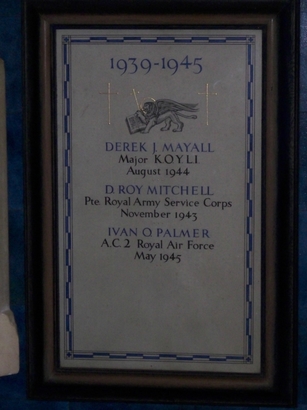 1939-1945
DEREK J. MAYALL
Major K.O.Y.L.I.
August 1944
D. ROY MITCHELL
Pte. Royal Army Service Corps
November 1943
IVAN O. PALMER
A.C.2 Royal Air Force
May 1945